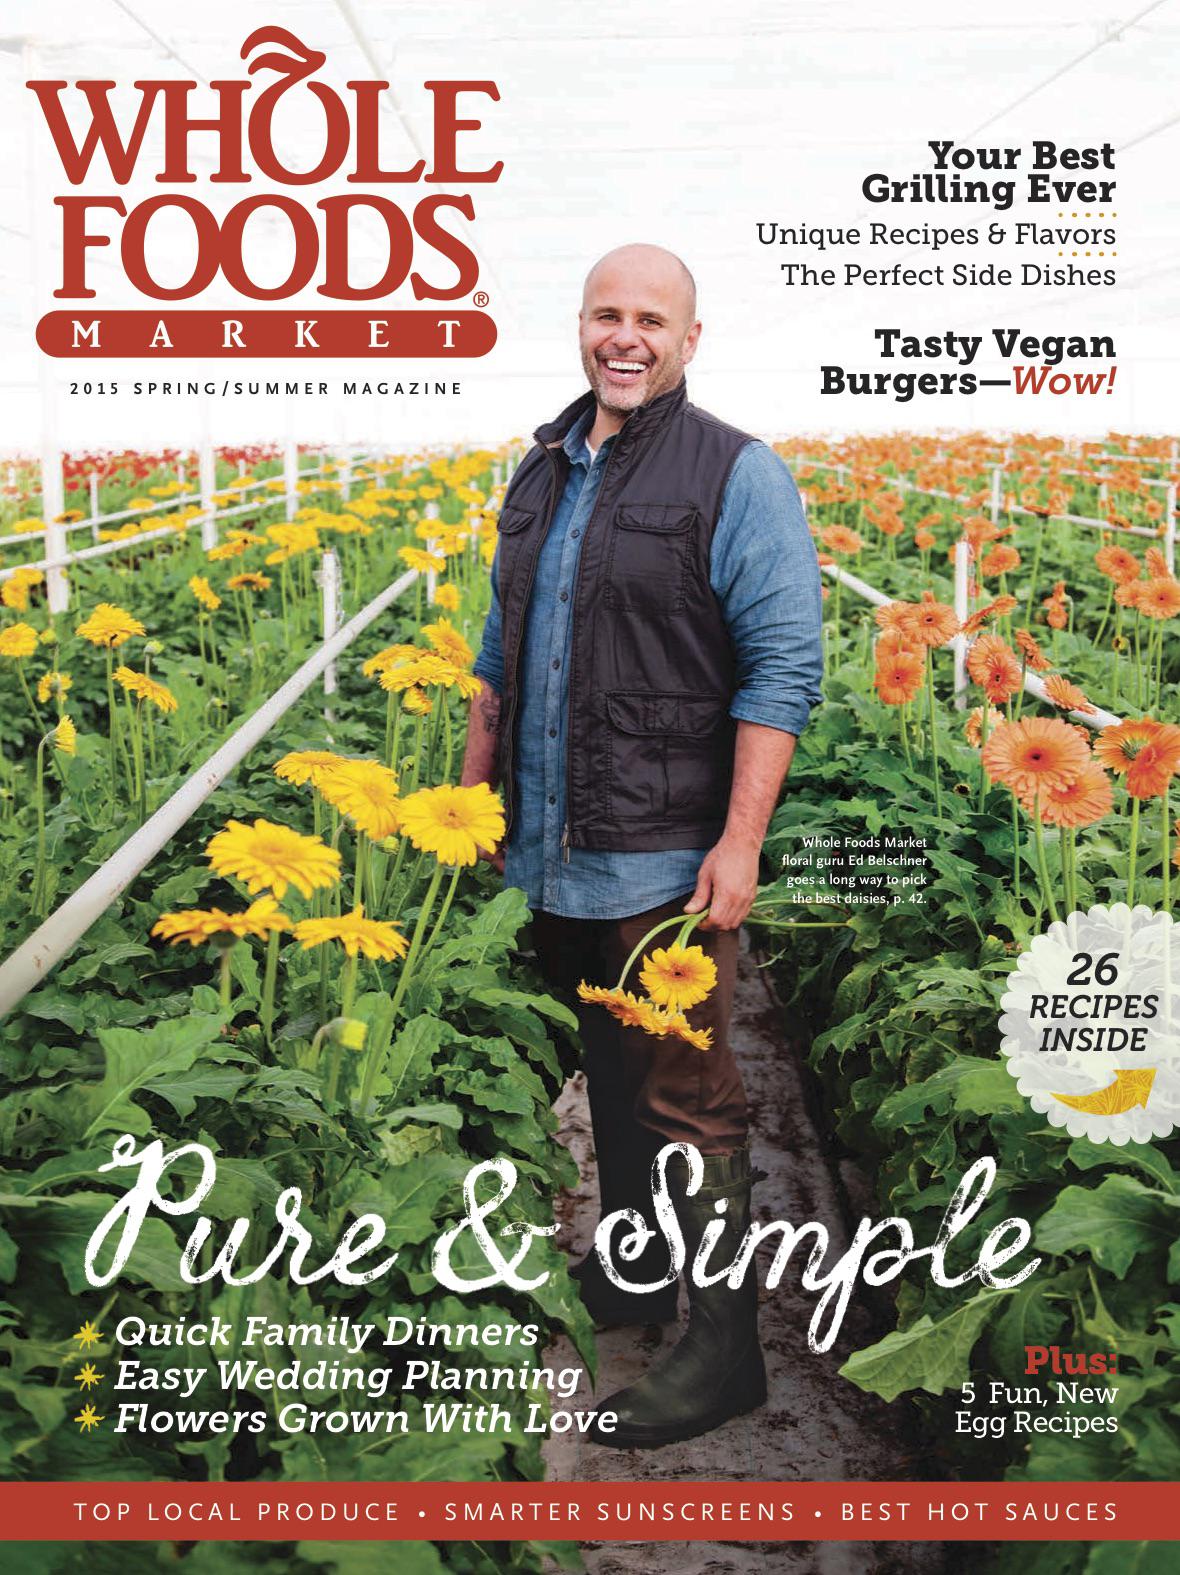 WHOLE
FOODS®
MARKET
2015 SPRING/SUMMER MAGAZINE
Your Best
Grilling Ever
Unique Recipes & Flavors
The Perfect Side Dishes
Tasty Vegan
Burgers—Wow!
Whole Foods Market
floral guru Ed Belschner
goes a long way to pick
the best daisies, p. 42.
26
RECIPES
INSIDE
Pure & Simple
Quick Family Dinners
Easy Wedding Planning
Flowers Grown With Love
Plus:
5 Fun, New
Egg Recipes
TOP LOCAL PRODUCE • SMARTER SUNSCREENS • BEST HOT SAUCES